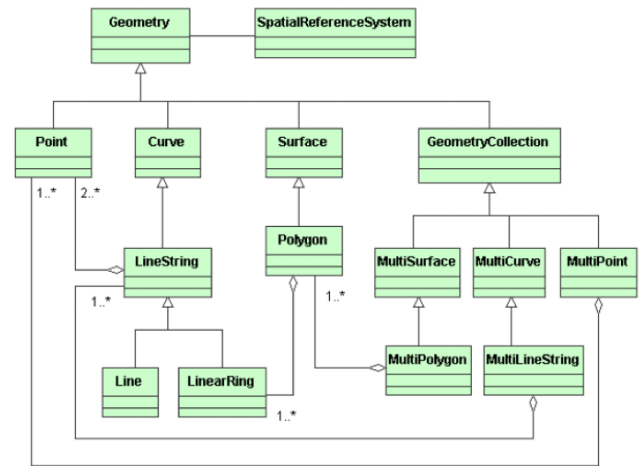 Geometry
SpatialReferenceSystem
Point
Curve
Surface
GeometryCollection
1..*
2..*
LineString
Polygon
MultiSurface
MultiCurve
MultiPoint
1..*
1..*
Line
LinearRing
MultiPolygon
MultiLineString
1..*